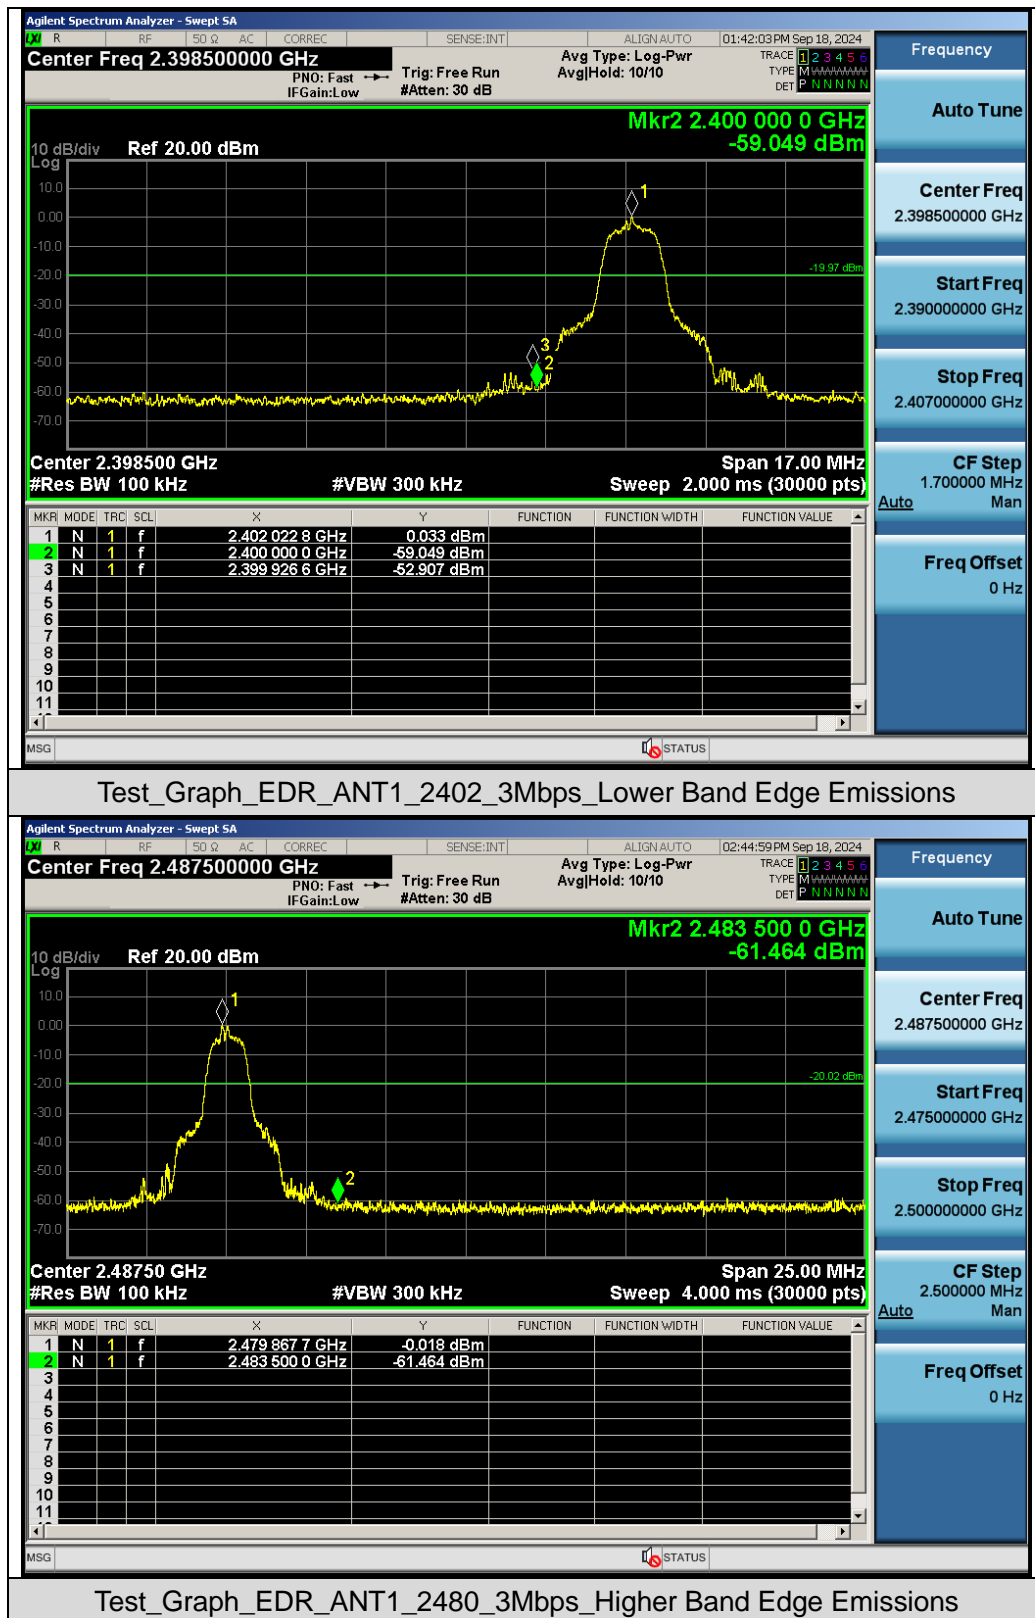 Agilent Spectrum Analyzer - Swept SA
LXI R RF 50 Ω AC CORREC SENSE:INT ALIGN AUTO 01:42:03 PM Sep 18, 2024
Center Freq 2.398500000 GHz
PNO: Fast
IFGain:Low
Trig: Free Run
#Atten: 30 dB
Avg Type: Log-Pwr
Avg|Hold: 10/10
TRACE 1 2 3 4 5 6
TYPE M
DET P N N N N N
Mkr2 2.400 000 0 GHz
-59.049 dBm
10 dB/div Ref 20.00 dBm
Log
10.0
0.00
-10.0
-20.0
-30.0
-40.0
-50.0
-60.0
-70.0
1
-19.97 dBm
3
2
Center 2.398500 GHz Span 17.00 MHz
#Res BW 100 kHz #VBW 300 kHz Sweep 2.000 ms (30000 pts)
MKR MODE TRC SCL X Y FUNCTION FUNCTION WIDTH FUNCTION VALUE
1 N 1 f 2.402 022 8 GHz 0.033 dBm
2 N 1 f 2.400 000 0 GHz -59.049 dBm
3 N 1 f 2.399 926 6 GHz -52.907 dBm
4
5
6
7
8
9
10
11
MSG STATUS
Frequency
Auto Tune
Center Freq
2.398500000 GHz
Start Freq
2.390000000 GHz
Stop Freq
2.407000000 GHz
CF Step
1.700000 MHz
Auto Man
Freq Offset
0 Hz
Test_Graph_EDR_ANT1_2402_3Mbps_Lower Band Edge Emissions
Agilent Spectrum Analyzer - Swept SA
LXI R RF 50 Ω AC CORREC SENSE:INT ALIGN AUTO 02:44:59 PM Sep 18, 2024
Center Freq 2.487500000 GHz
PNO: Fast
IFGain:Low
Trig: Free Run
#Atten: 30 dB
Avg Type: Log-Pwr
Avg|Hold: 10/10
TRACE 1 2 3 4 5 6
TYPE M
DET P N N N N N
Mkr2 2.483 500 0 GHz
-61.464 dBm
10 dB/div Ref 20.00 dBm
Log
10.0
0.00
-10.0
-20.0
-30.0
-40.0
-50.0
-60.0
-70.0
1
-20.02 dBm
2
Center 2.48750 GHz Span 25.00 MHz
#Res BW 100 kHz #VBW 300 kHz Sweep 4.000 ms (30000 pts)
MKR MODE TRC SCL X Y FUNCTION FUNCTION WIDTH FUNCTION VALUE
1 N 1 f 2.479 867 7 GHz -0.018 dBm
2 N 1 f 2.483 500 0 GHz -61.464 dBm
3
4
5
6
7
8
9
10
11
MSG STATUS
Frequency
Auto Tune
Center Freq
2.487500000 GHz
Start Freq
2.475000000 GHz
Stop Freq
2.500000000 GHz
CF Step
2.500000 MHz
Auto Man
Freq Offset
0 Hz
Test_Graph_EDR_ANT1_2480_3Mbps_Higher Band Edge Emissions